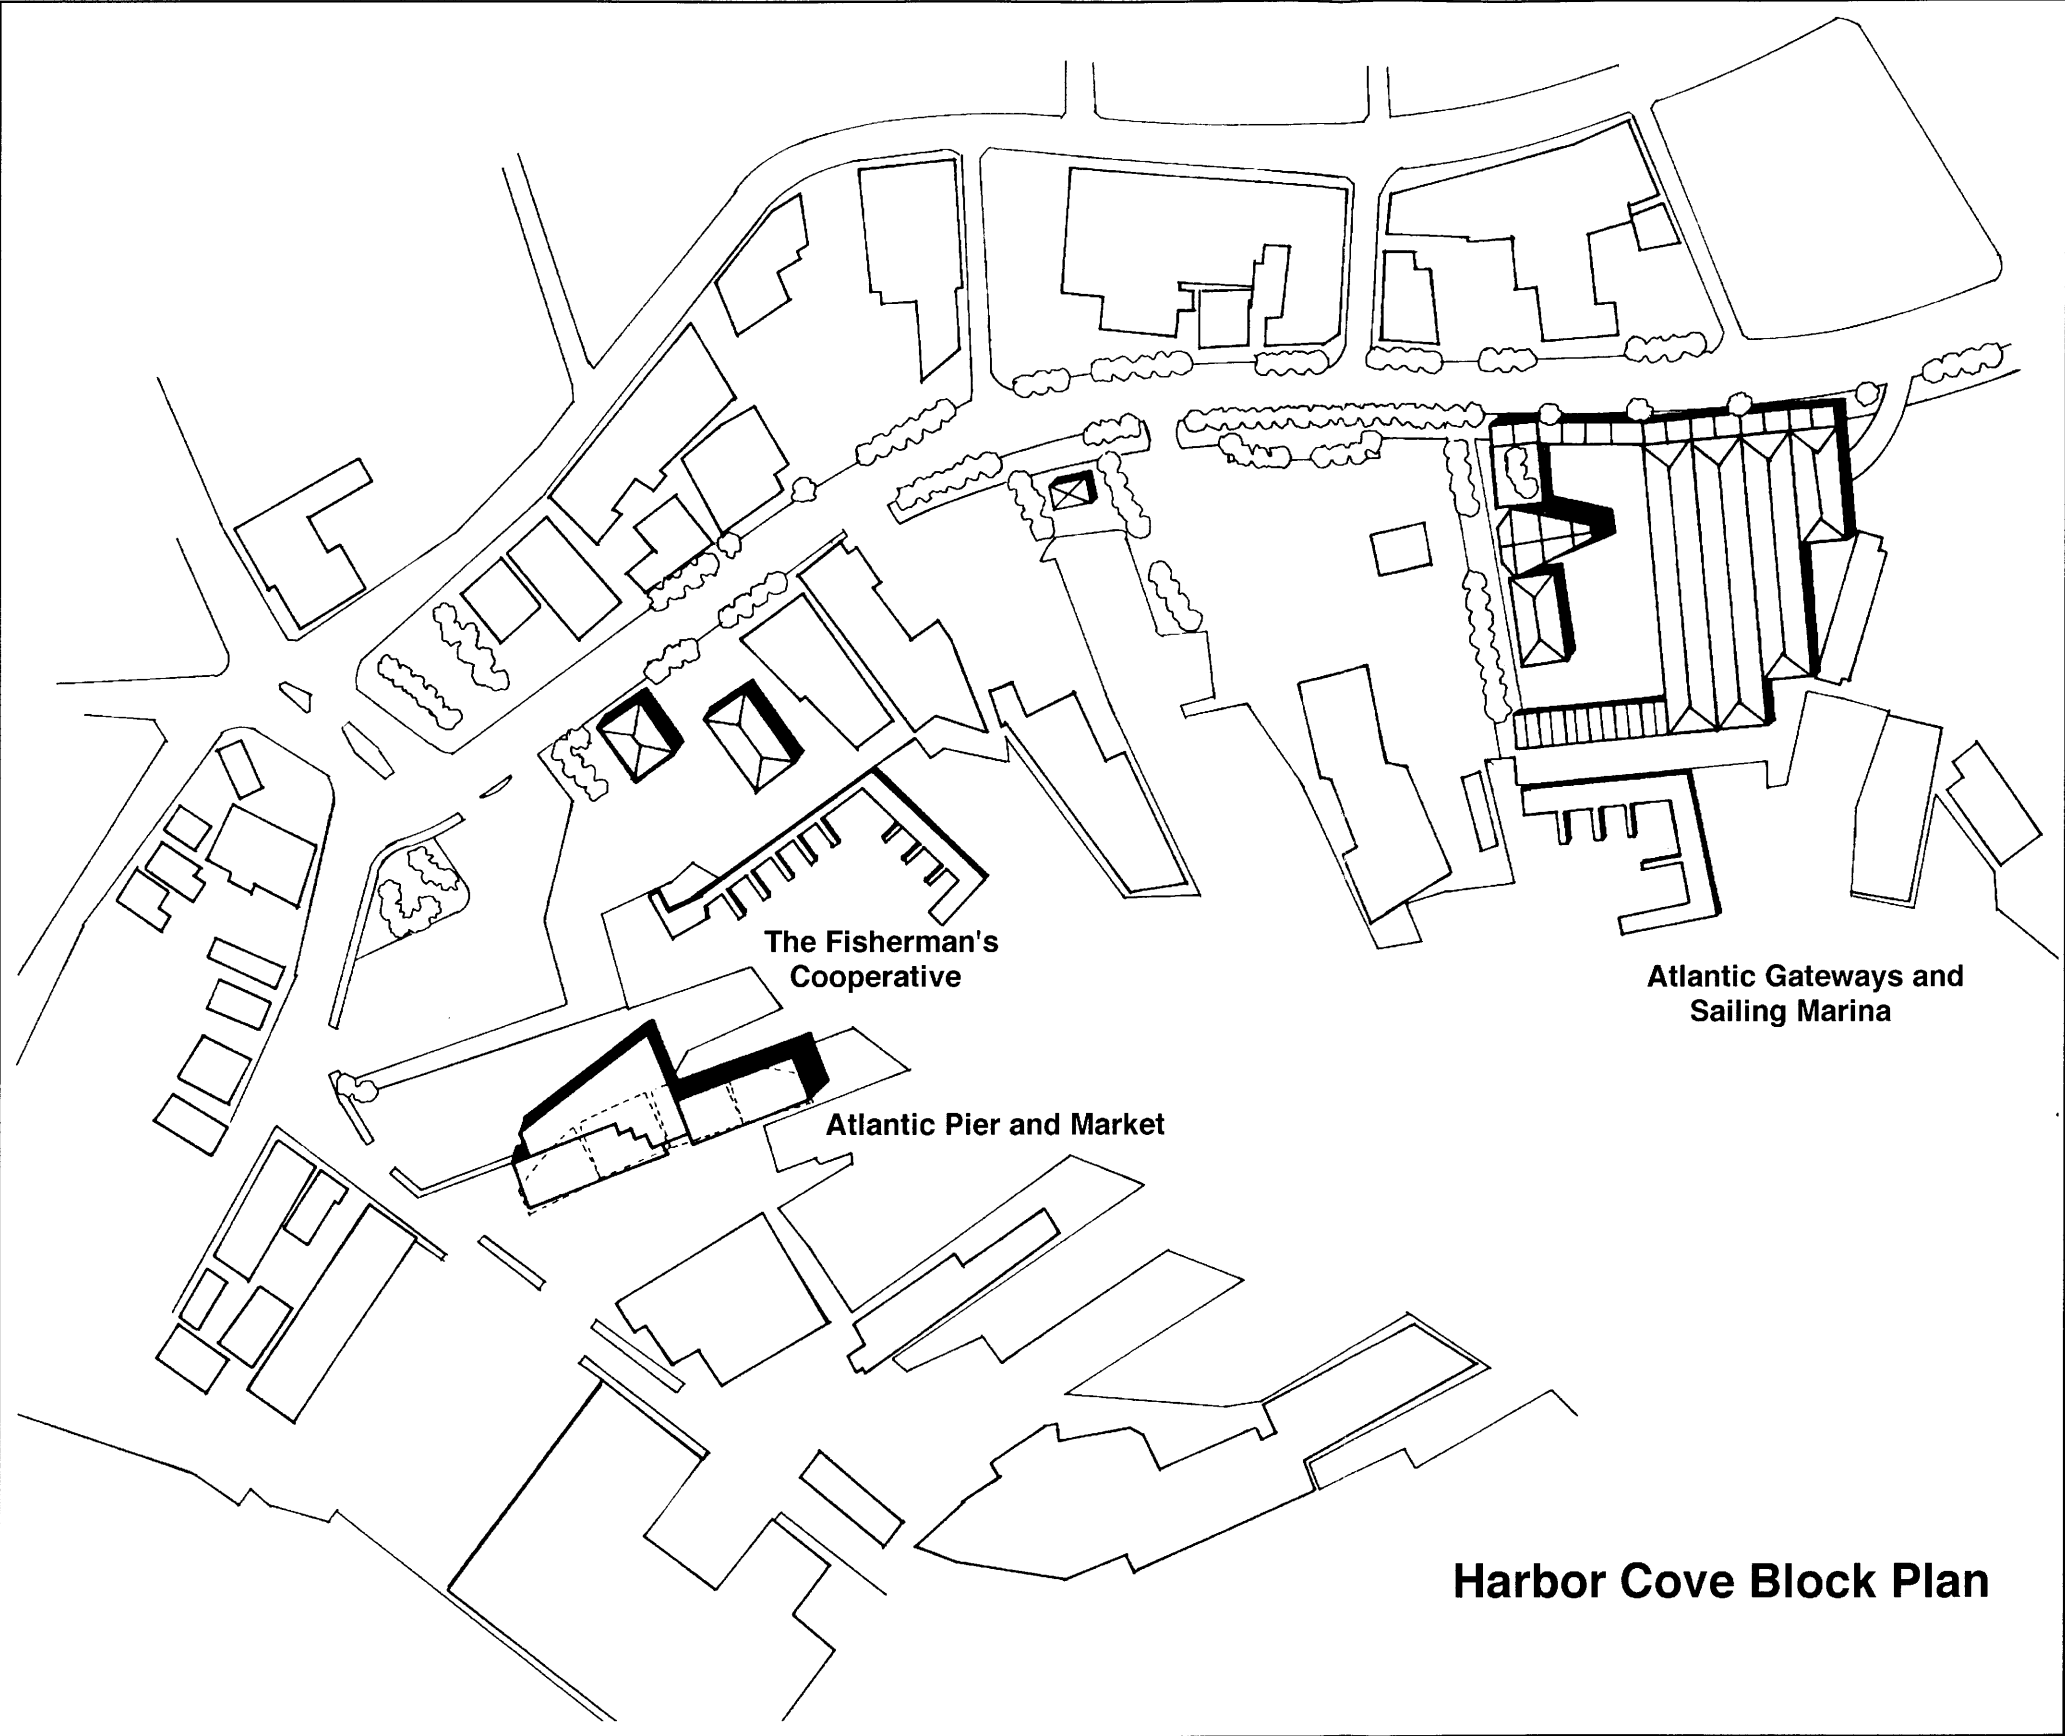 The Fisherman's
Cooperative
Atlantic Gateways and
Sailing Marina
Atlantic Pier and Market
Harbor Cove Block Plan